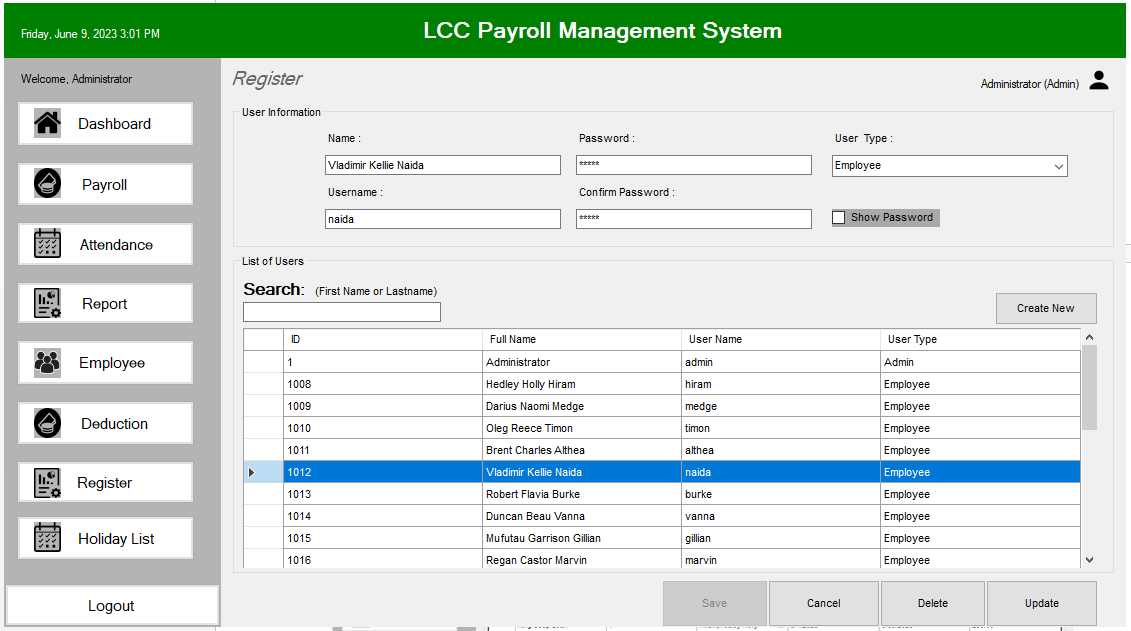 Friday, June 9, 2023 3:01 PM
LCC Payroll Management System
Welcome, Administrator
Dashboard
Payroll
Attendance
Report
Employee
Deduction
Register
Holiday List
Logout
Register
Administrator (Admin)
User Information
Name : Password : User Type :
Vladimir Kellie Naida ***** Employee
Username : Confirm Password :
naida ***** Show Password
List of Users
Search: (First Name or Lastname)
Create New
ID Full Name User Name User Type
1 Administrator admin Admin
1008 Hedley Holly Hiram hiram Employee
1009 Darius Naomi Medge medge Employee
1010 Oleg Reece Timon timon Employee
1011 Brent Charles Althea althea Employee
1012 Vladimir Kellie Naida naida Employee
1013 Robert Flavia Burke burke Employee
1014 Duncan Beau Vanna vanna Employee
1015 Mufutau Garrison Gillian gillian Employee
1016 Regan Castor Marvin marvin Employee
Save Cancel Delete Update